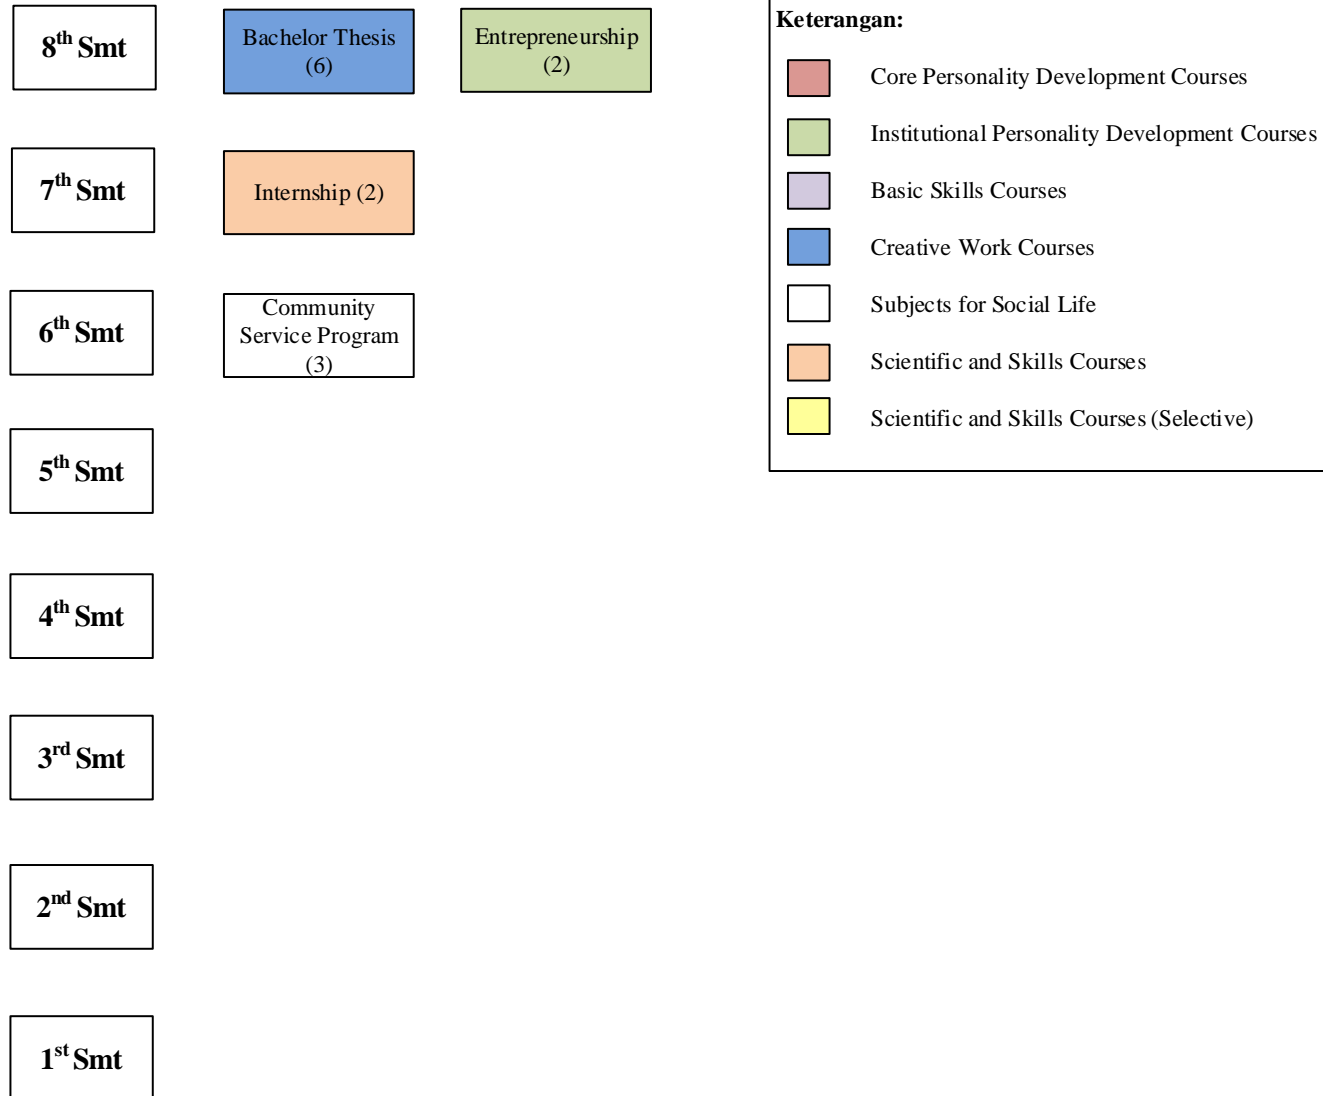 8th Smt
Bachelor Thesis
(6)
Entrepreneurship
(2)
7th Smt
Internship (2)
6th Smt
Community
Service Program
(3)
5th Smt
4th Smt
3rd Smt
2nd Smt
1st Smt
Keterangan:
Core Personality Development Courses
Institutional Personality Development Courses
Basic Skills Courses
Creative Work Courses
Subjects for Social Life
Scientific and Skills Courses
Scientific and Skills Courses (Selective)